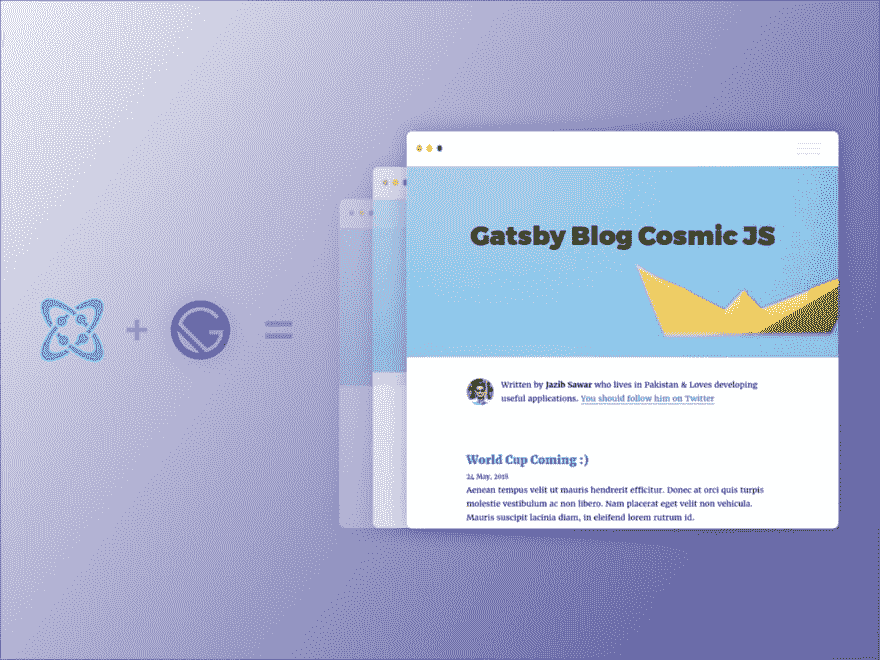 Gatsby Blog Cosmic JS
Written by Jazib Sawar who lives in Pakistan & Loves developing
useful applications. You should follow him on Twitter
World Cup Coming :)
24 May, 2018
Aenean tempus velit ut mauris hendrerit efficitur. Donec at orci quis turpis
molestie vestibulum ac non libero. Nam placerat eget velit non vehicula.
Mauris suscipit lacinia diam, in eleifend lorem rutrum id.